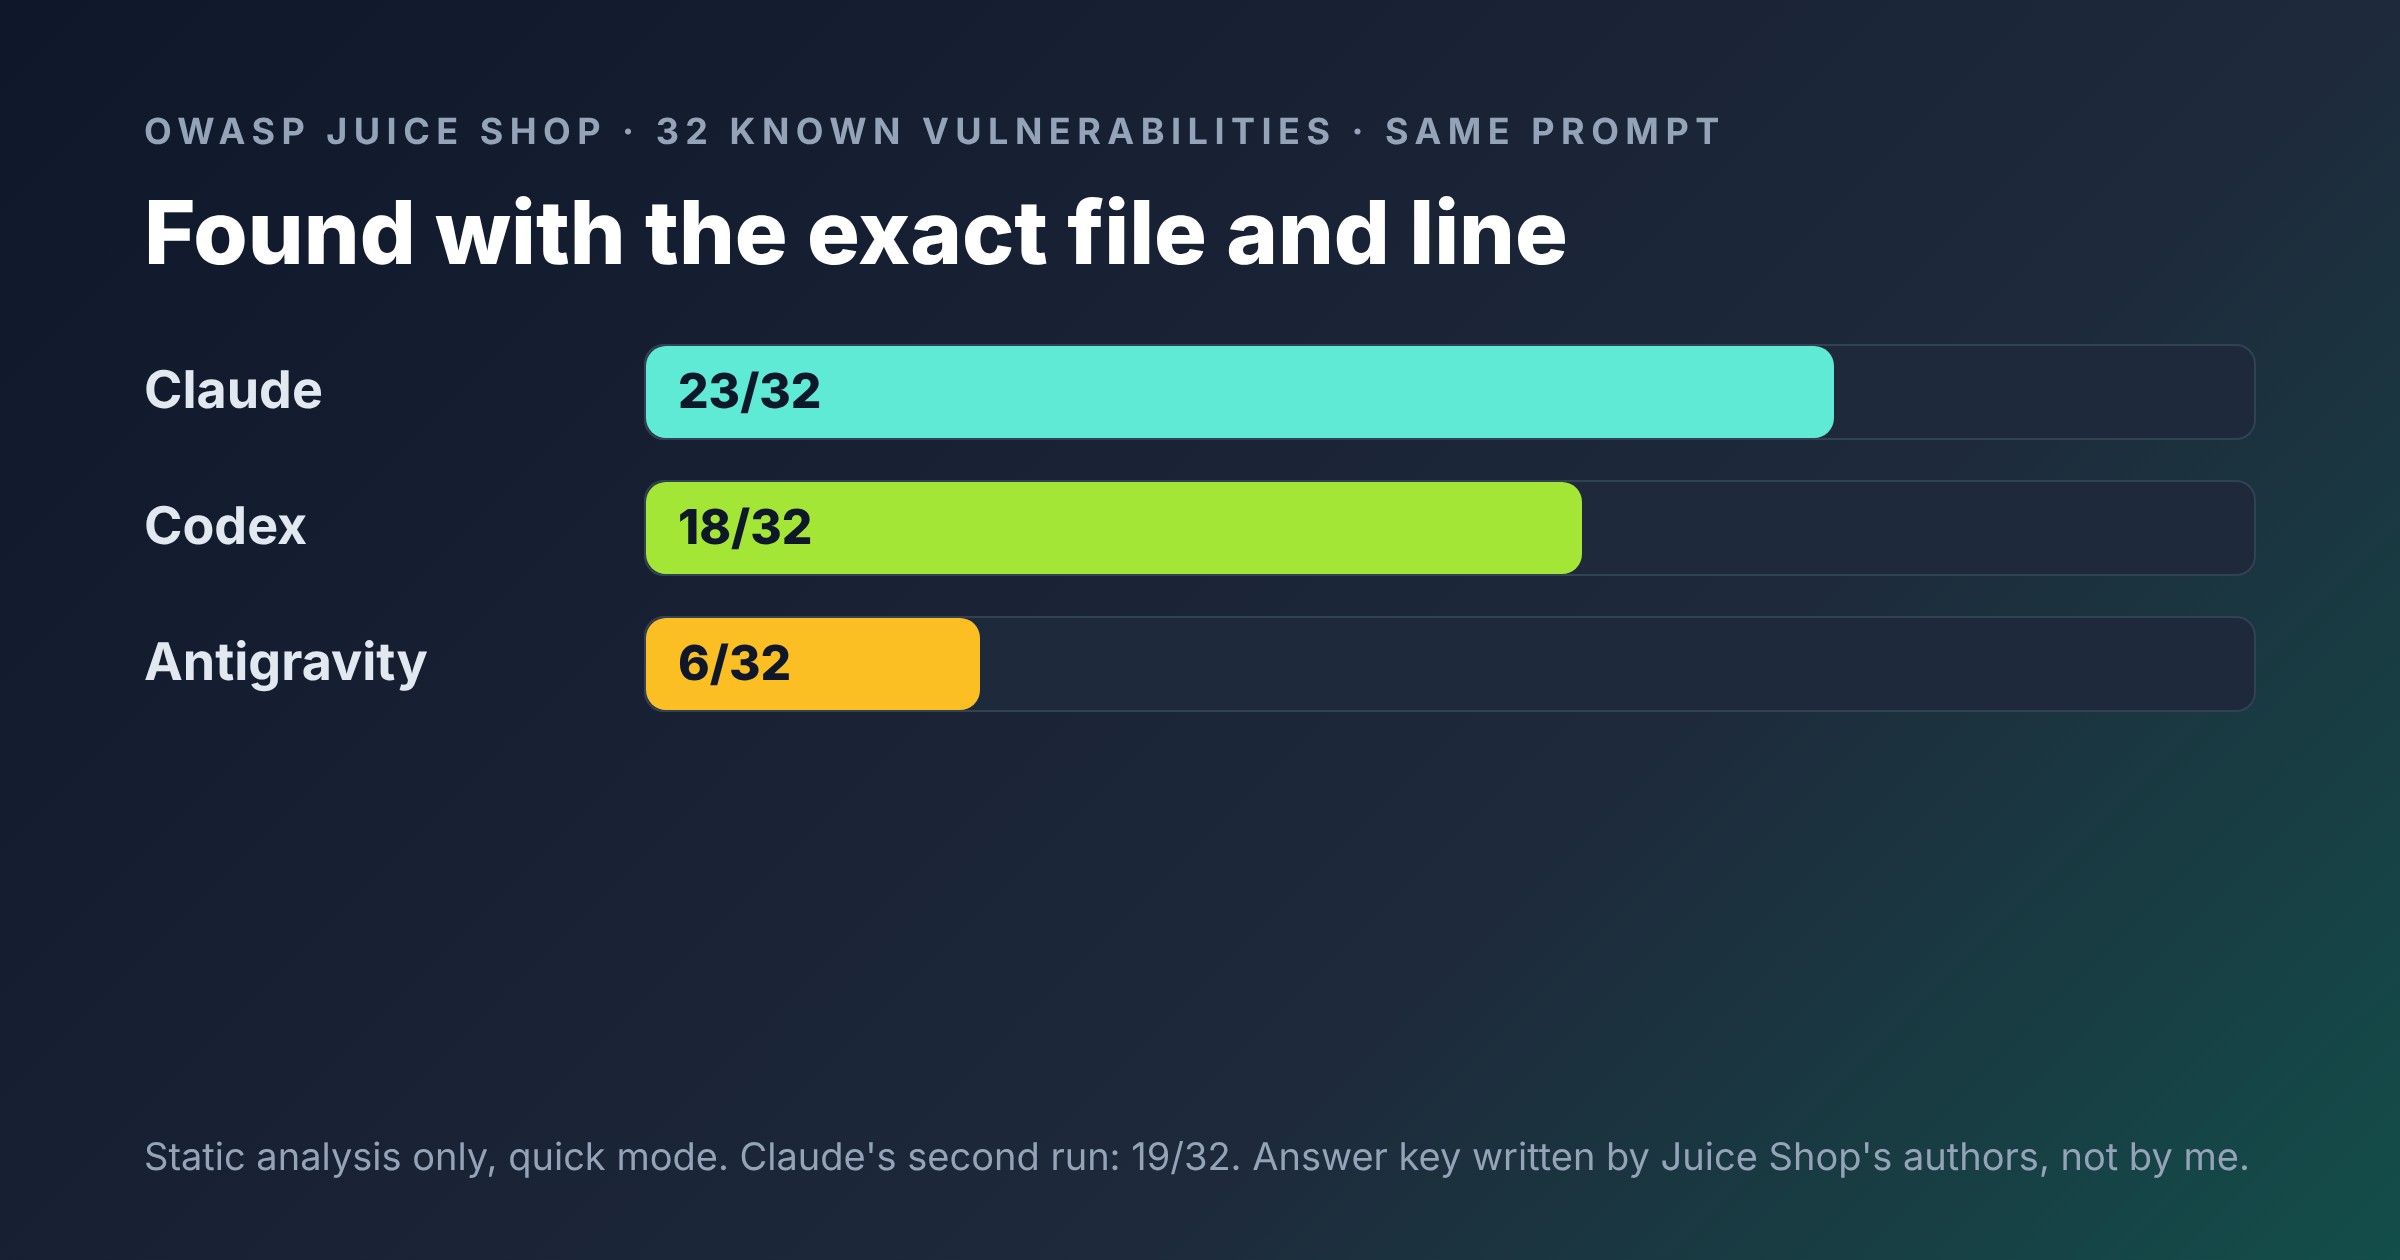 OWASP JUICE SHOP · 32 KNOWN VULNERABILITIES · SAME PROMPT
Found with the exact file and line
Claude 23/32
Codex 18/32
Antigravity 6/32
Static analysis only, quick mode. Claude's second run: 19/32. Answer key written by Juice Shop's authors, not by me.